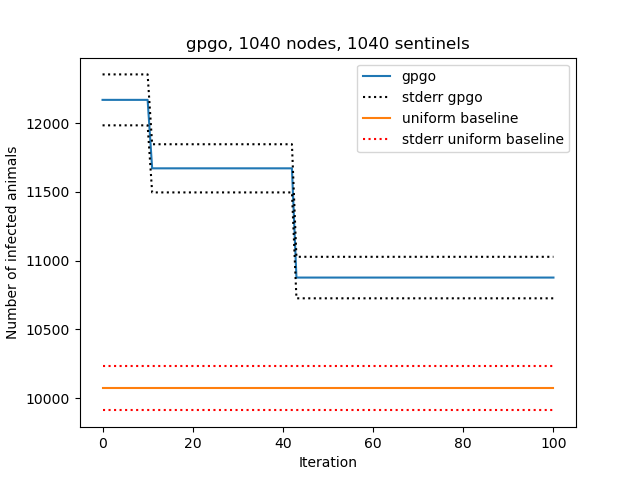 gpgo, 1040 nodes, 1040 sentinels
gpgo
stderr gpgo
uniform baseline
stderr uniform baseline
Number of infected animals
12000
11500
11000
10500
10000
0 20 40 60 80 100
Iteration